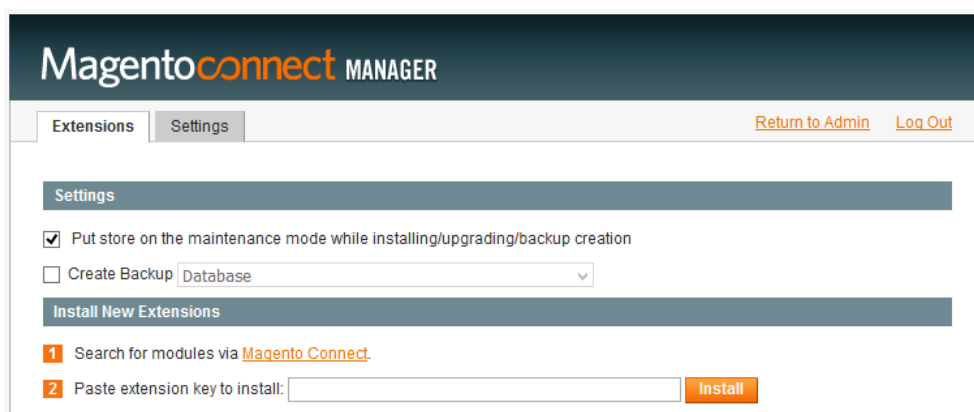 Magentoconnect MANAGER
Extensions Settings Return to Admin Log Out
Settings
Put store on the maintenance mode while installing/upgrading/backup creation
Create Backup Database
Install New Extensions
1 Search for modules via Magento Connect.
2 Paste extension key to install: Install